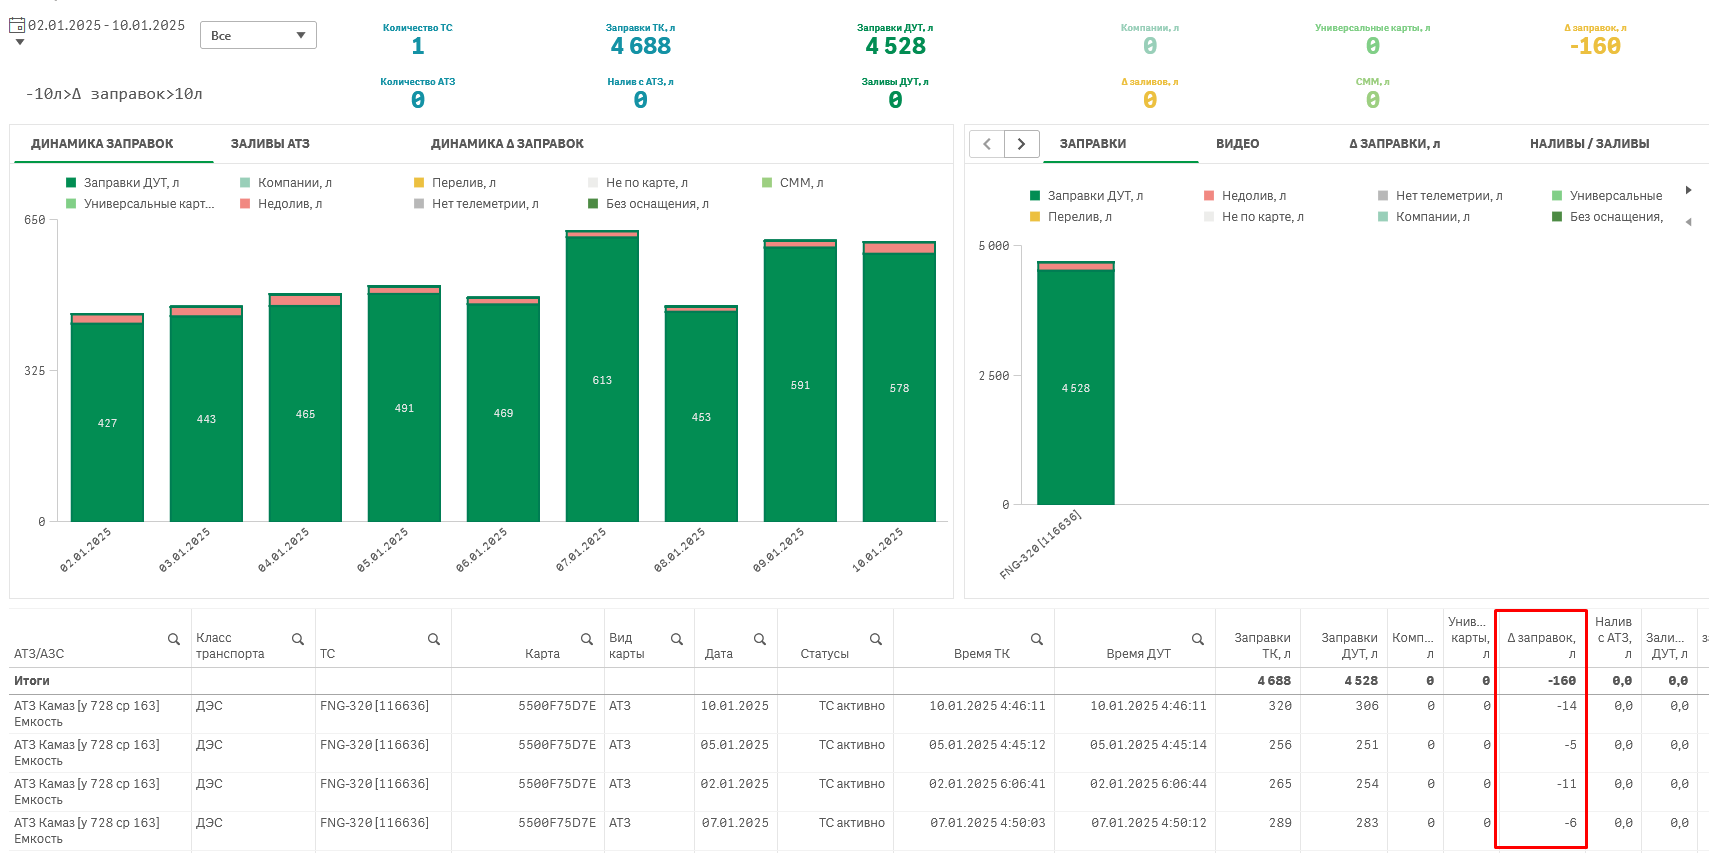 02.01.2025 - 10.01.2025
Все
Количество ТС
1
Заправки ТК, л
4 688
Заправки ДУТ, л
4 528
Компании, л
0
Универсальные карты, л
0
Δ заправок, л
-160
Количество АТЗ
0
Налив с АТЗ, л
0
Заливы ДУТ, л
0
Δ заливов, л
0
СММ, л
0
-10л>Δ заправок>10л
ДИНАМИКА ЗАПРАВОК ЗАЛИВЫ АТЗ ДИНАМИКА Δ ЗАПРАВОК
Заправки ДУТ, л Компании, л Перелив, л Не по карте, л СММ, л
Универсальные карт... Недолив, л Нет телеметрии, л Без оснащения, л
650
325
0
427 443 465 491 469 613 453 591 578
02.01.2025 03.01.2025 04.01.2025 05.01.2025 06.01.2025 07.01.2025 08.01.2025 09.01.2025 10.01.2025
ЗАПРАВКИ ВИДЕО Δ ЗАПРАВКИ, л НАЛИВЫ / ЗАЛИВЫ
Заправки ДУТ, л Недолив, л Нет телеметрии, л Универсальные
Перелив, л Не по карте, л Компании, л Без оснащения,
5 000
2 500
0
4 528
FNG-320 [116636]
АТЗ/АЗС
Класс
транспорта
ТС
Карта
Вид
карты
Дата
Статусы
Время ТК
Время ДУТ
Заправки
ТК, л
Заправки
ДУТ, л
Комп...
л
Унив...
карты,
л
Δ заправок,
л
Налив
с АТЗ,
л
Зали...
ДУТ, л
Итоги 4 688 4 528 0 0 -160 0,0 0,0
АТЗ Камаз [у 728 ср 163] ДЭС FNG-320 [116636] 5500F75D7E АТЗ 10.01.2025 ТС активно 10.01.2025 4:46:11 10.01.2025 4:46:11 320 306 0 0 -14 0,0 0,0
Емкость
АТЗ Камаз [у 728 ср 163] ДЭС FNG-320 [116636] 5500F75D7E АТЗ 05.01.2025 ТС активно 05.01.2025 4:45:12 05.01.2025 4:45:14 256 251 0 0 -5 0,0 0,0
Емкость
АТЗ Камаз [у 728 ср 163] ДЭС FNG-320 [116636] 5500F75D7E АТЗ 02.01.2025 ТС активно 02.01.2025 6:06:41 02.01.2025 6:06:44 265 254 0 0 -11 0,0 0,0
Емкость
АТЗ Камаз [у 728 ср 163] ДЭС FNG-320 [116636] 5500F75D7E АТЗ 07.01.2025 ТС активно 07.01.2025 4:50:03 07.01.2025 4:50:12 289 283 0 0 -6 0,0 0,0
Емкость